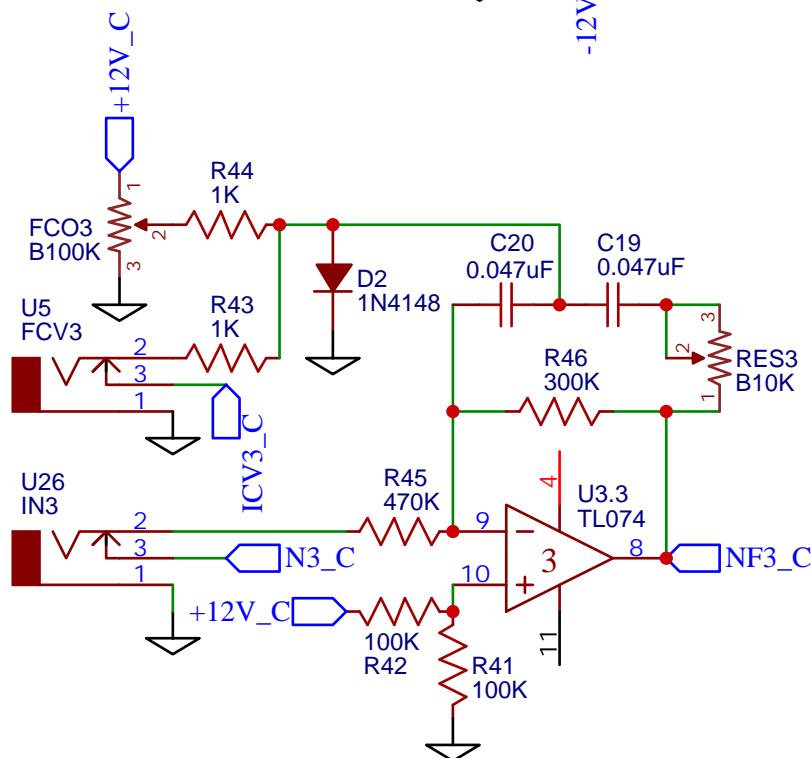 -12V
+12V_C
1
R44
1K
FCO3
B100K
2
3
D2
1N4148
C20
0.047uF
C19
0.047uF
3
2
RES3
B10K
1
U5
FCV3
R43
1K
2
3
1
ICV3_C
R46
300K
U26
IN3
R45
470K
4
U3.3
TL074
2
3
1
N3_C
9
8
3
NF3_C
10
+12V_C
100K
R42
R41
100K
11